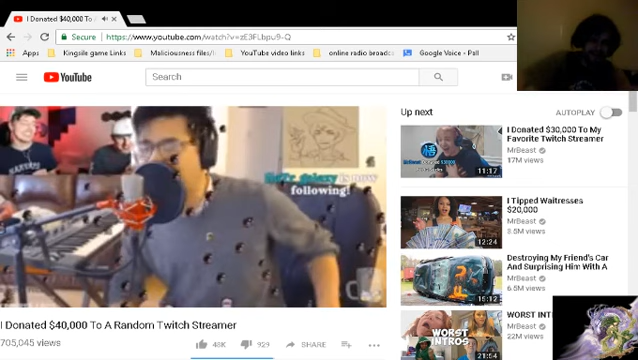 I Donated $40,000 T
Secure https://www.youtube.com/watch?v=zE3FLbpu9-Q
Apps Kingsile game Links Maliciousness files/ YouTube video links online radio broadca Google Voice - Pall
YouTube Search
Up next AUTOPLAY
is now
following!
I Donated $30,000 To My
Favorite Twitch Streamer
MrBeast
17M views
11:17
I Tipped Waitresses
$20,000
MrBeast
3.5M views
12:24
Destroying My Friend's Car
And Surprising Him With A
MrBeast
6.5M views
15:12
WORST INT
MrBeast
22M views
WORST
INTROS
21:54
I Donated $40,000 To A Random Twitch Streamer
705,045 views
48K 929 SHARE